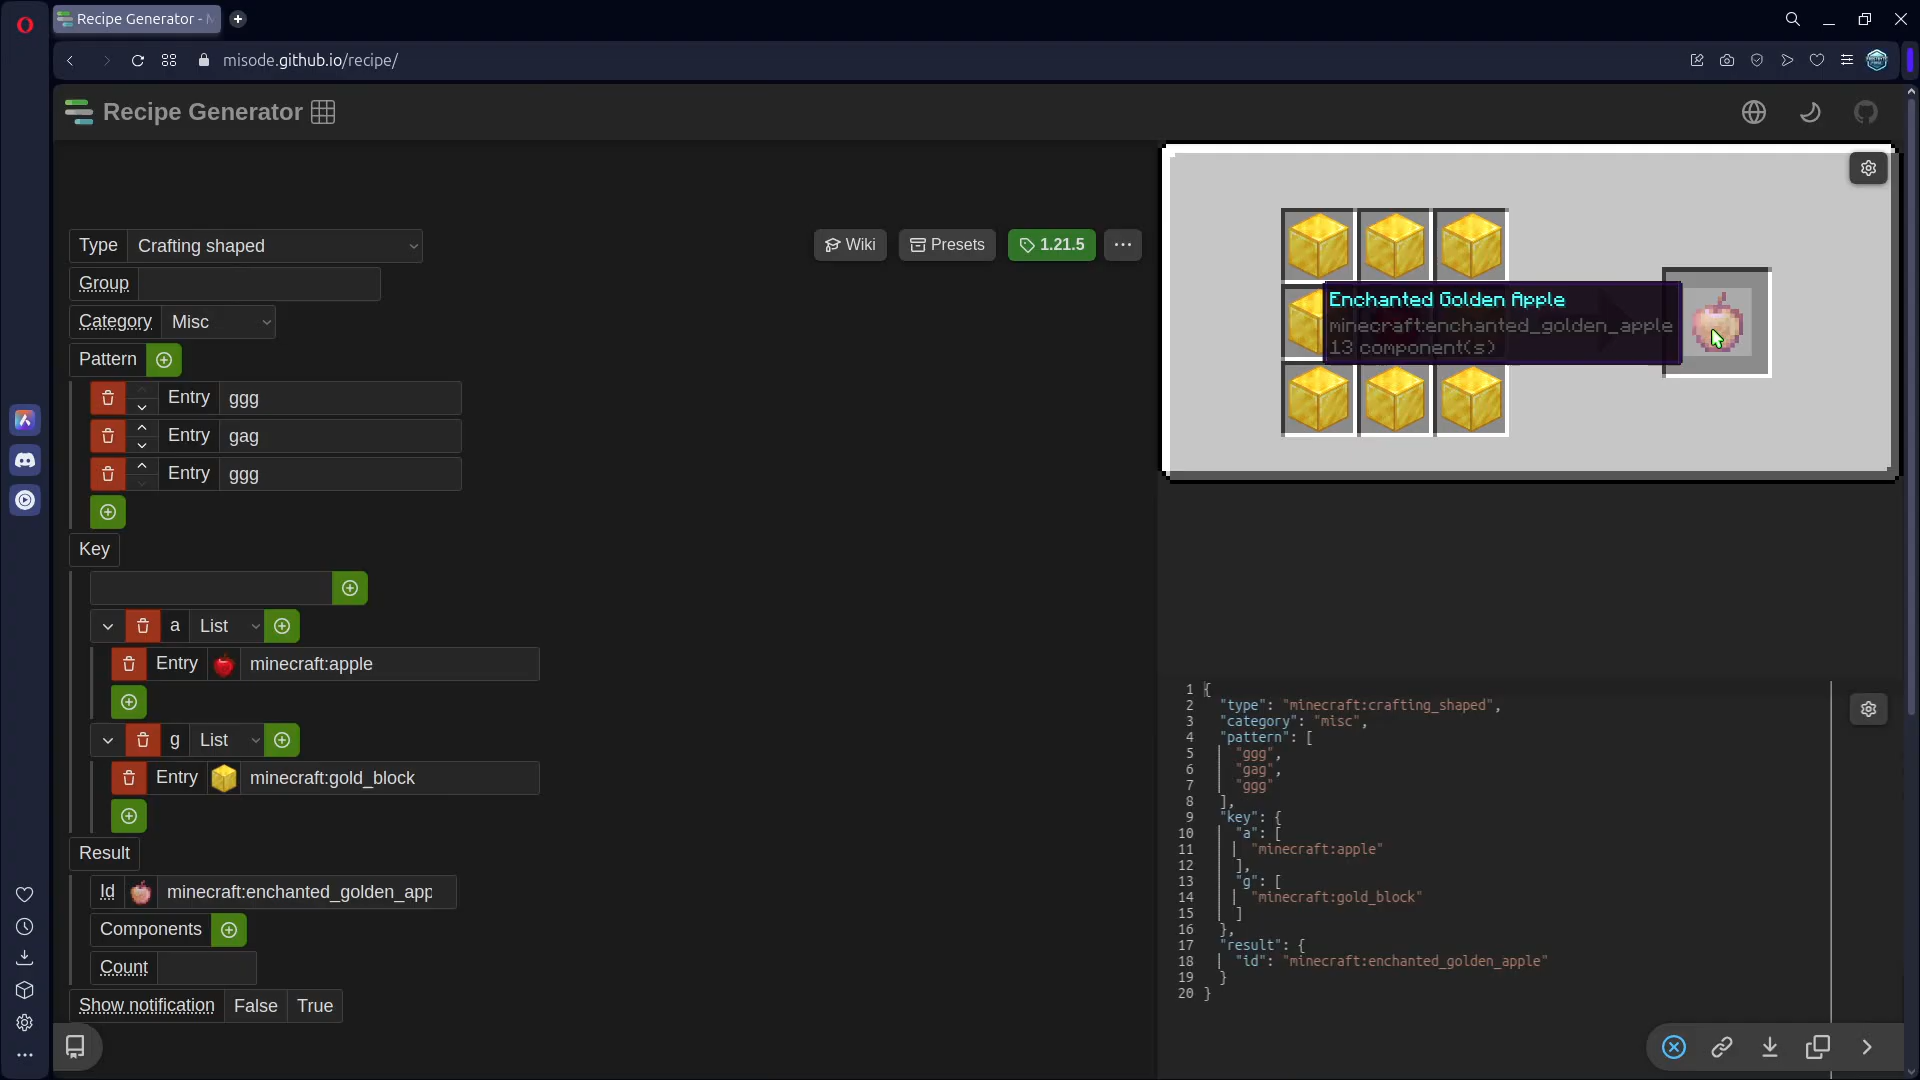 Recipe Generator -
misode.github.io/recipe/
Recipe Generator
Type Crafting shaped
Wiki
Presets
1.21.5
Group
Category Misc
Pattern
Entry ggg
Entry gag
Entry ggg
Key
a List
Entry minecraft:apple
g List
Entry minecraft:gold_block
Result
Id minecraft:enchanted_golden_app
Components
Count
Show notification False True
Enchanted Golden Apple
minecraft:enchanted_golden_apple
13 component(s)
1 {
2 "type": "minecraft:crafting_shaped",
3 "category": "misc",
4 "pattern": [
5 "ggg",
6 "gag",
7 "ggg"
8 ],
9 "key": {
10 "a": [
11 "minecraft:apple"
12 ],
13 "g": [
14 "minecraft:gold_block"
15 ]
16 },
17 "result": {
18 "id": "minecraft:enchanted_golden_apple"
19 }
20 }